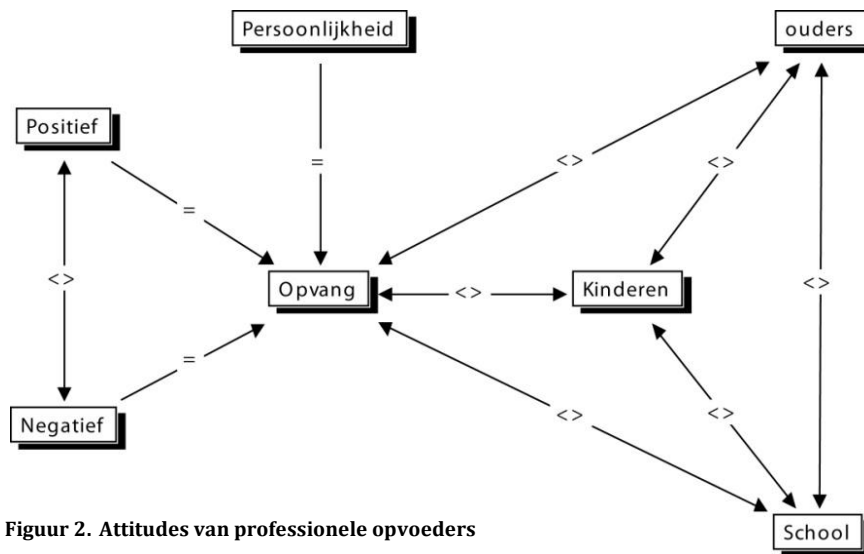 Persoonlijkheid
ouders
Positief
=
<>
<>
=
<>
Opvang
<>
Kinderen
<>
=
<>
<>
Negatief
School
Figuur 2. Attitudes van professionele opvoeders